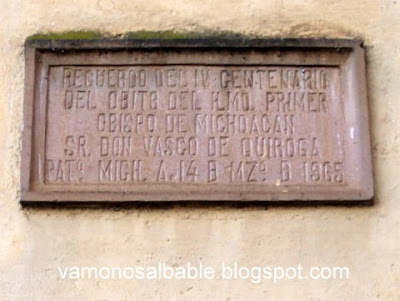 RECUERDO DEL IV CENTENARIO
DEL OBITO DEL R.MO. PRIMER
OBISPO DE MICHOACAN
SR. DON VASCO DE QUIROGA
PATº. MICH. A. 14 D MZº. D 1965
vamonosalbable.blogspot.com